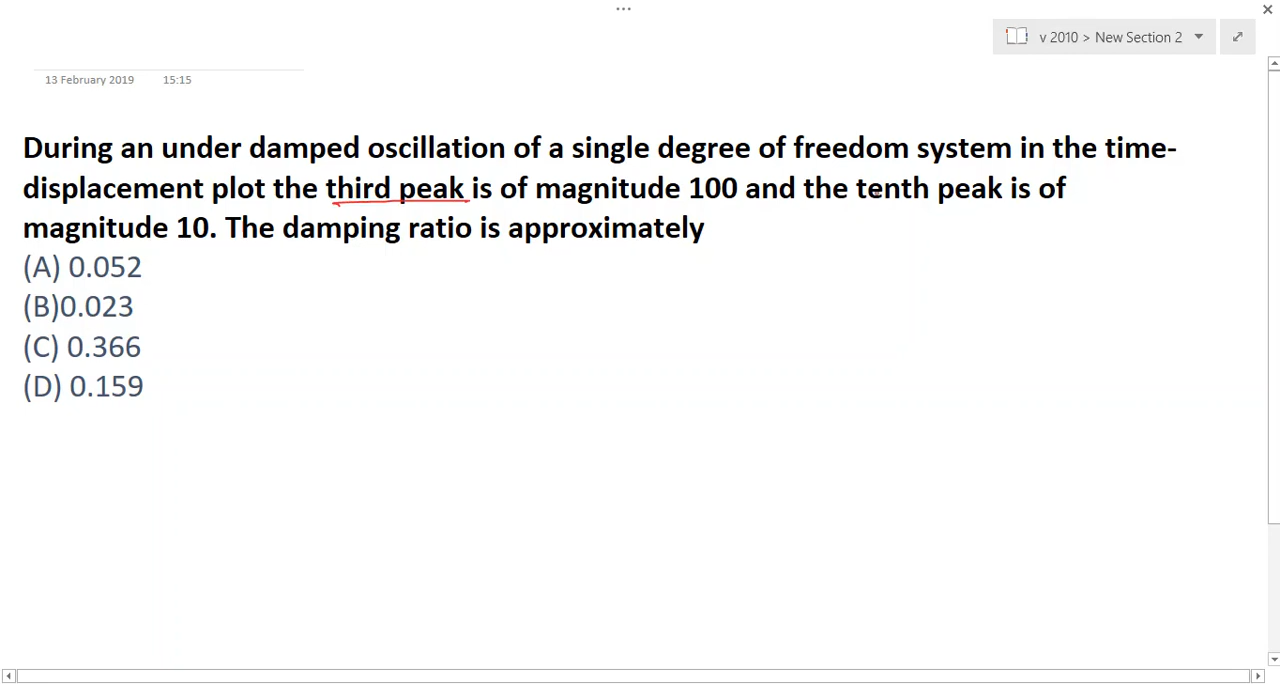 ...
v 2010 > New Section 2
13 February 2019 15:15
During an under damped oscillation of a single degree of freedom system in the time-
displacement plot the third peak is of magnitude 100 and the tenth peak is of
magnitude 10. The damping ratio is approximately
(A) 0.052
(B)0.023
(C) 0.366
(D) 0.159